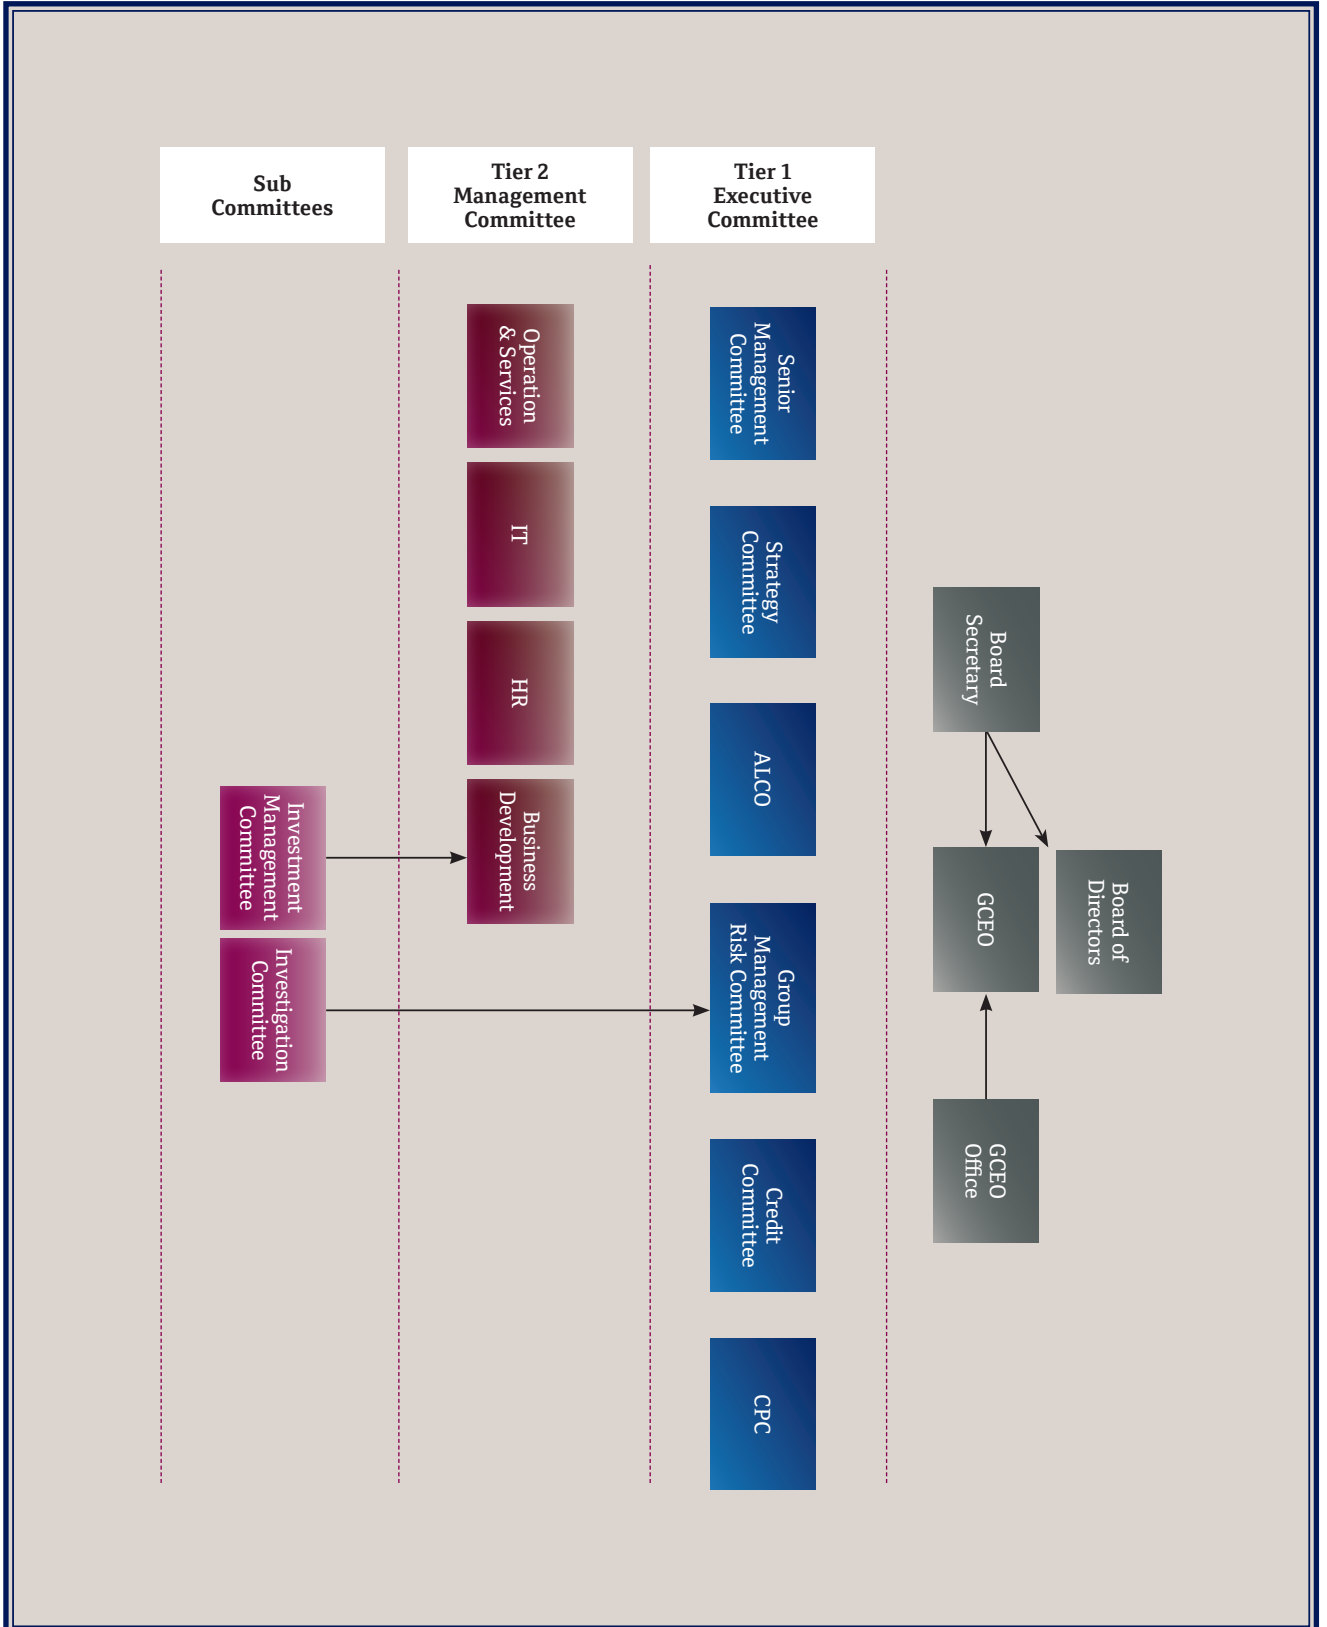 Sub
Committees
Tier 2
Management
Committee
Tier 1
Executive
Committee
Board of
Directors
Board
Secretary
GCEO
GCEO
Office
Senior
Management
Committee
Strategy
Committee
ALCO
Group
Management
Risk Committee
Credit
Committee
CPC
Operation
& Services
IT
HR
Business
Development
Investment
Management
Committee
Investigation
Committee